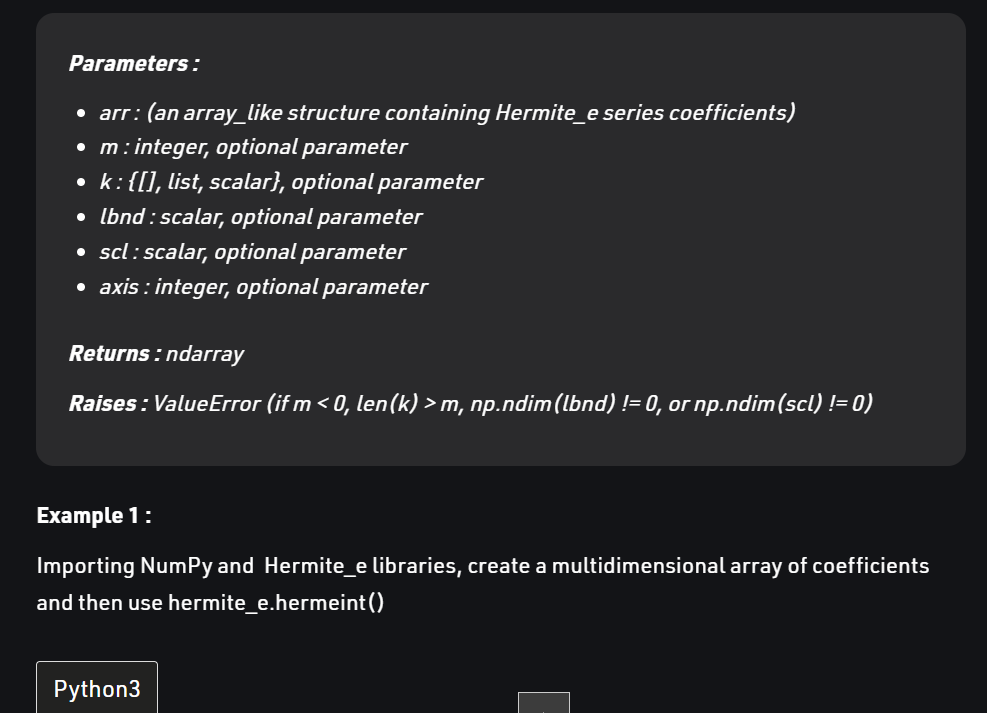 Parameters :
• arr : (an array_like structure containing Hermite_e series coefficients)
• m : integer, optional parameter
• k : {[], list, scalar}, optional parameter
• lbnd : scalar, optional parameter
• scl : scalar, optional parameter
• axis : integer, optional parameter
Returns : ndarray
Raises : ValueError (if m < 0, len(k) > m, np.ndim(lbnd) != 0, or np.ndim(scl) != 0)
Example 1 :
Importing NumPy and  Hermite_e libraries, create a multidimensional array of coefficients
and then use hermite_e.hermeint()
Python3